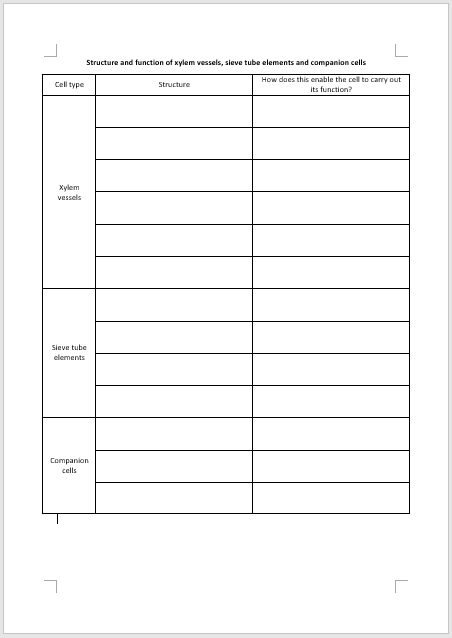 Structure and function of xylem vessels, sieve tube elements and companion cells
Cell type
Structure
How does this enable the cell to carry out
its function?
Xylem
vessels
Sieve tube
elements
Companion
cells